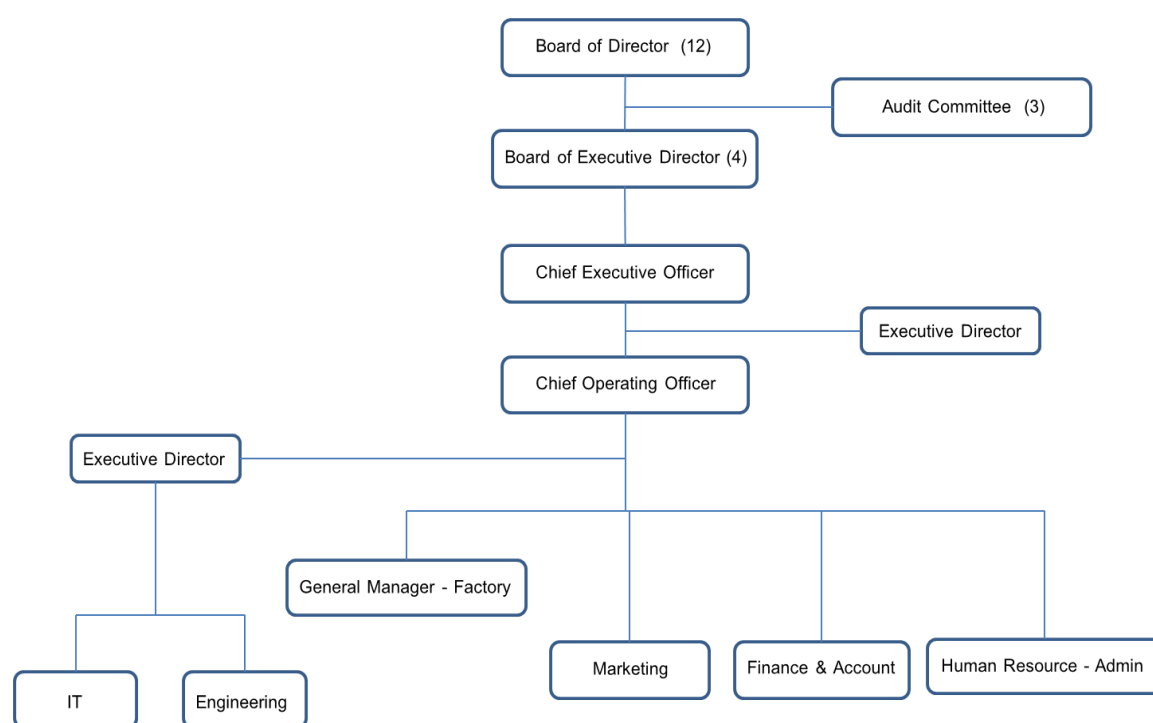 Board of Director (12)
Audit Committee (3)
Board of Executive Director (4)
Chief Executive Officer
Executive Director
Chief Operating Officer
Executive Director
General Manager - Factory
Marketing
Finance & Account
Human Resource - Admin
IT
Engineering